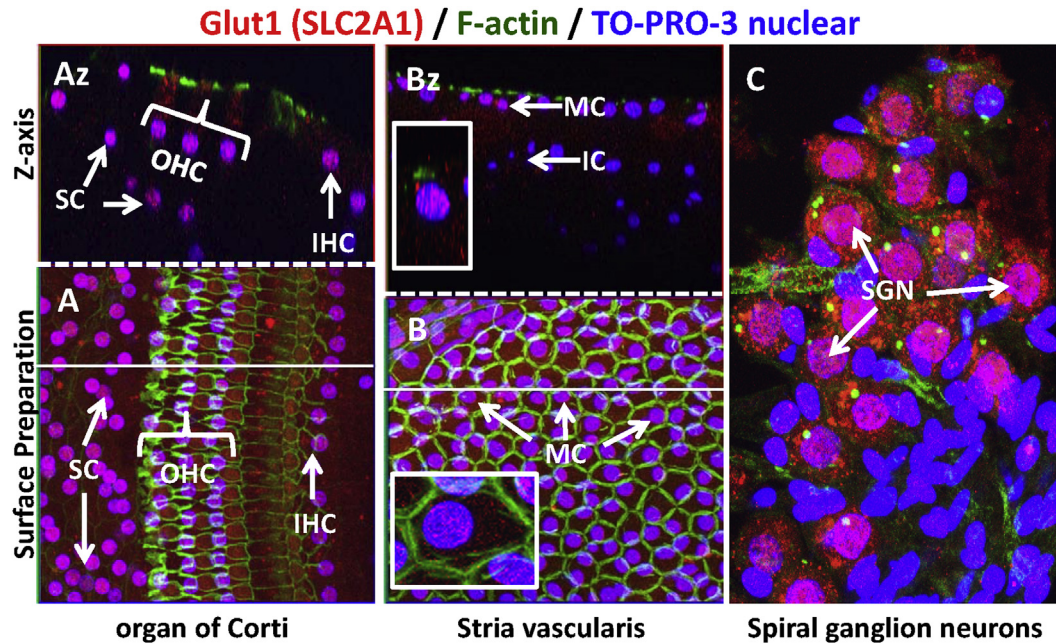 Glut1 (SLC2A1) / F-actin / TO-PRO-3 nuclear
Z-axis
Az
OHC
SC
IHC
Bz
MC
IC
C
SGN
Surface Preparation
A
SC
OHC
IHC
B
MC
organ of Corti
Stria vascularis
Spiral ganglion neurons